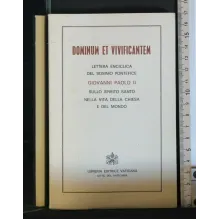 DOMINUM ET VIVIFICANTEM
LETTERA ENCICLICA
DEL SOMMO PONTEFICE
GIOVANNI PAOLO II
SULLO SPIRITO SANTO
NELLA VITA DELLA CHIESA
E DEL MONDO
LIBRERIA EDITRICE VATICANA
CITTÀ DEL VATICANO